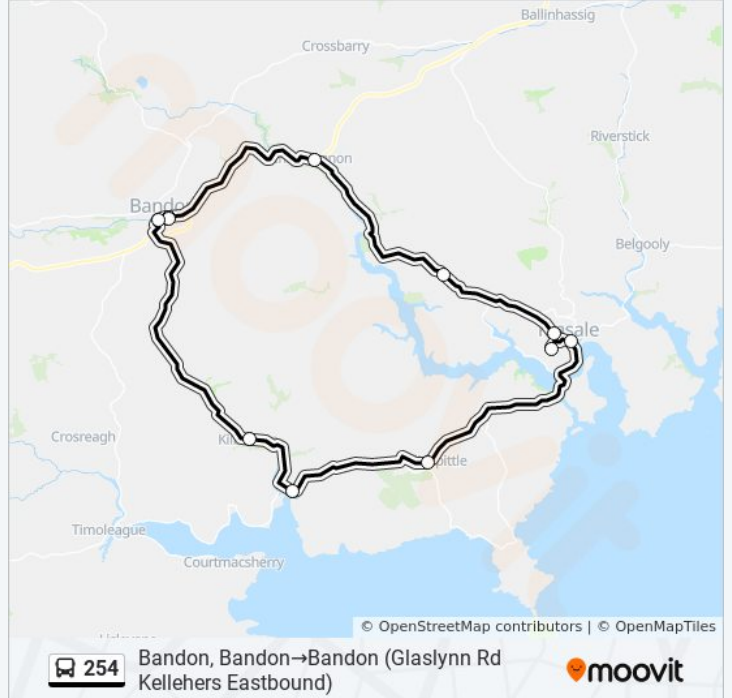 Ballinhassig
Crossbarry
Riverstick
Bandon
Belgooly
Kinsale
Crosreagh
Timoleague
Courtmacsherry
© OpenStreetMap contributors | © OpenMapTiles
254
Bandon, Bandon→Bandon (Glaslynn Rd
Kellehers Eastbound)
moovit